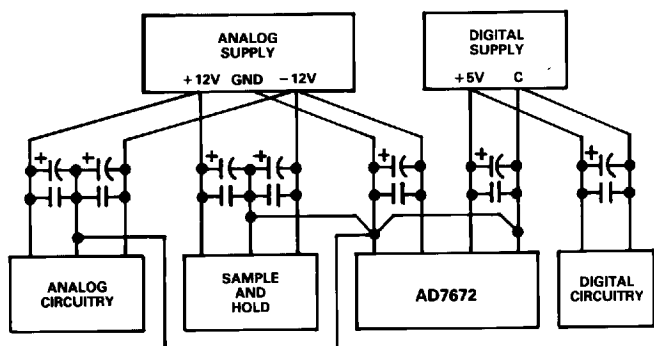 ANALOG
SUPPLY
+12V GND −12V
DIGITAL
SUPPLY
+5V C
+ + + + + + +
ANALOG
CIRCUITRY
SAMPLE
AND
HOLD
AD7672
DIGITAL
CIRCUITRY